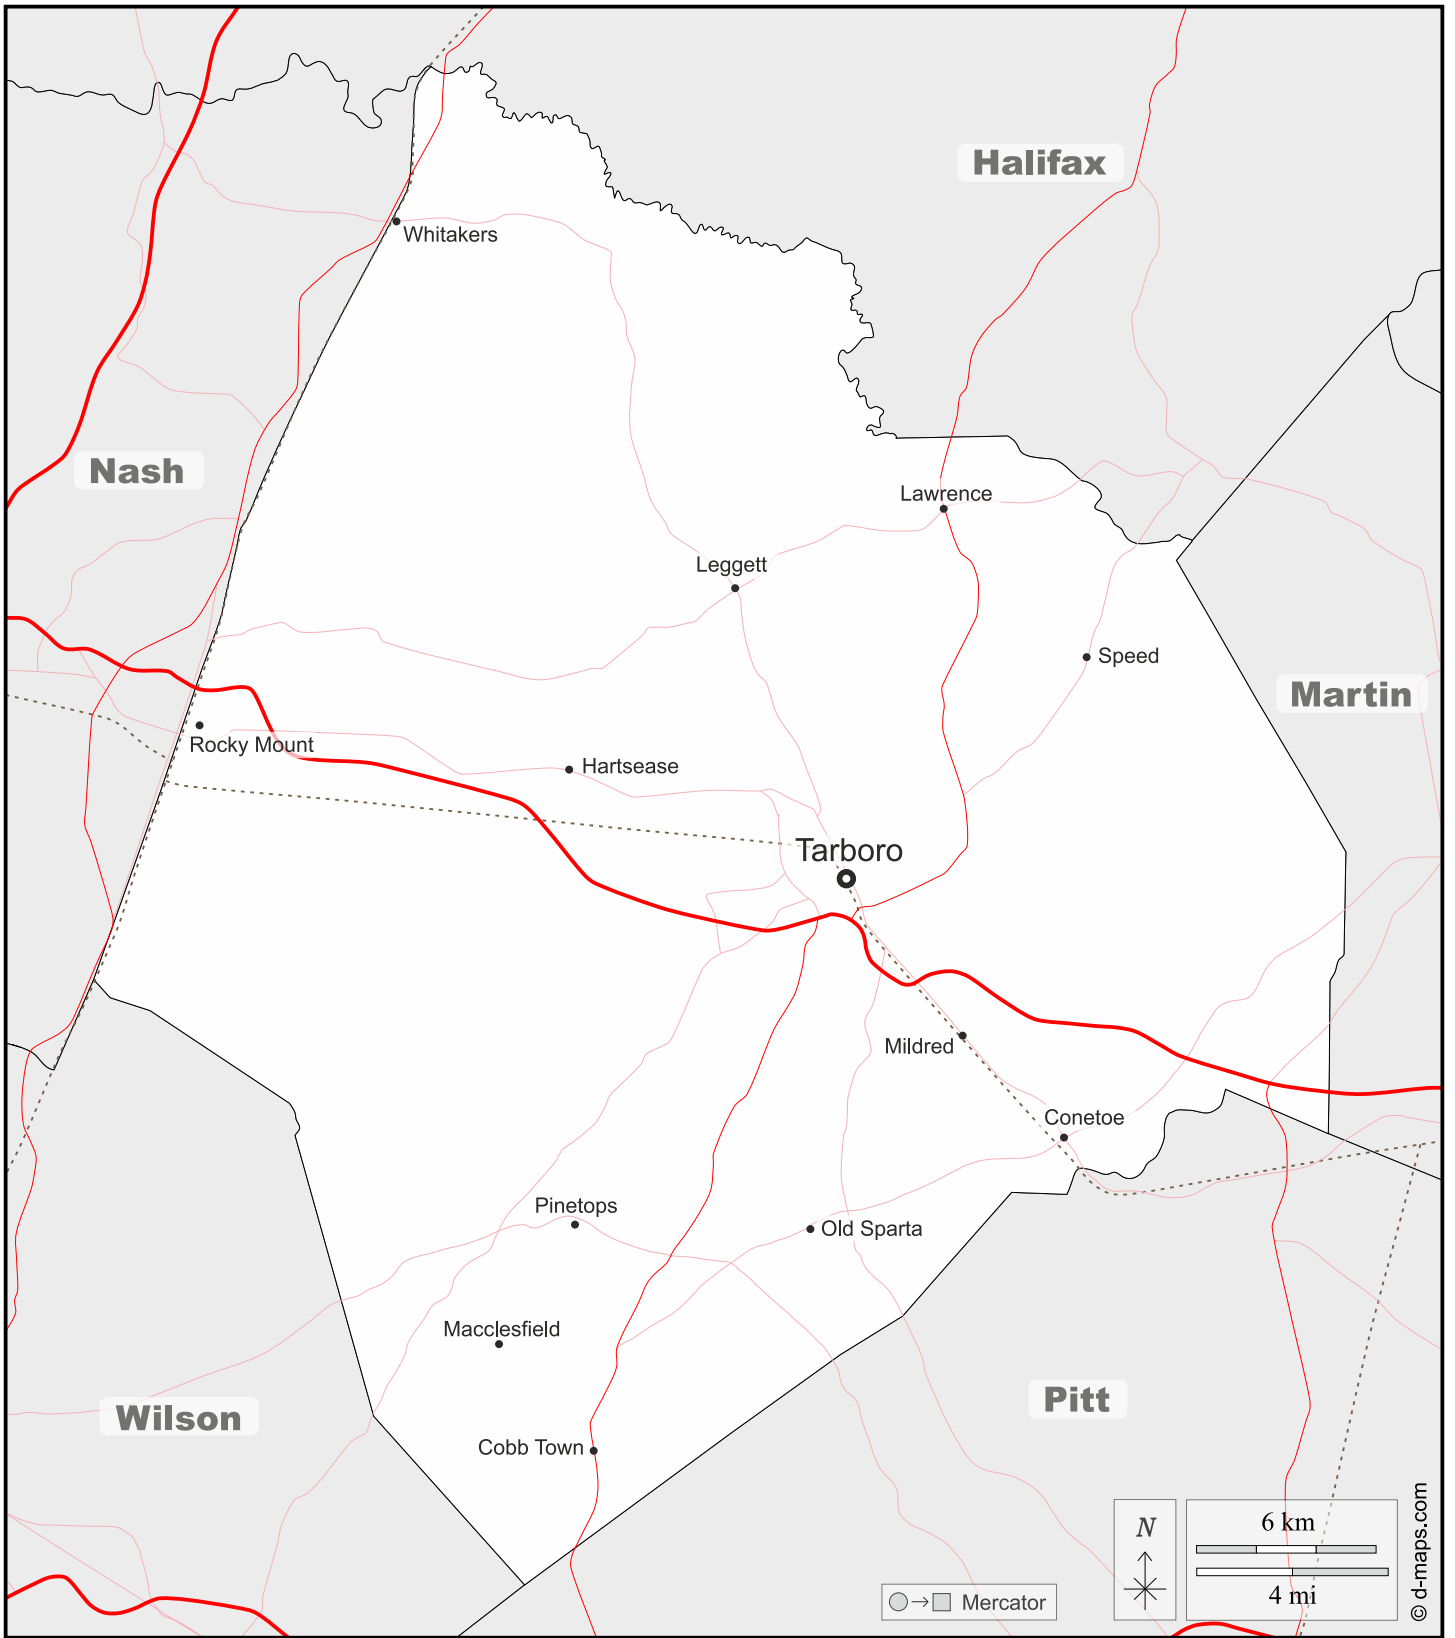 Halifax
Whitakers
Nash
Lawrence
Leggett
Speed
Martin
Rocky Mount
Hartsease
Tarboro
Mildred
Conetoe
Pinetops
Old Sparta
Macclesfield
Pitt
Wilson
Cobb Town
N
6 km
4 mi
Mercator
© d-maps.com